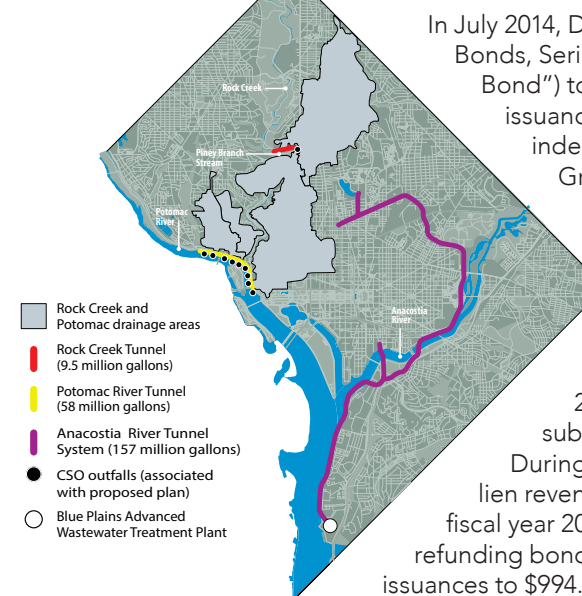 In July 2014, D
Bonds, Seri
Bond”) to
issuanc
inde
Gr
Rock Creek
Piney Branch
Stream
Potomac
River
Anacostia
River
Rock Creek and
Potomac drainage areas
Rock Creek Tunnel
(9.5 million gallons)
Potomac River Tunnel
(58 million gallons)
Anacostia River Tunnel
System (157 million gallons)
CSO outfalls (associated
with proposed plan)
Blue Plains Advanced
Wastewater Treatment Plant
2
sub
During
lien reven
fiscal year 20
refunding bond
issuances to $994.